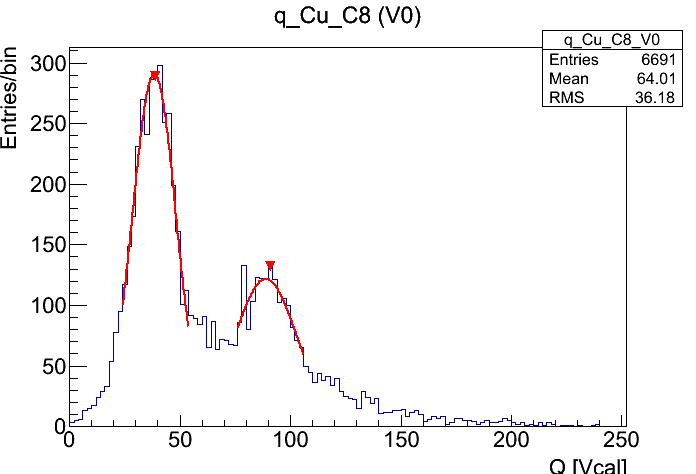 q_Cu_C8 (V0)
q_Cu_C8_V0
Entries 6691
Mean 64.01
RMS 36.18
Entries/bin
300
250
200
150
100
50
0
0 50 100 150 200 250
Q [Vcal]